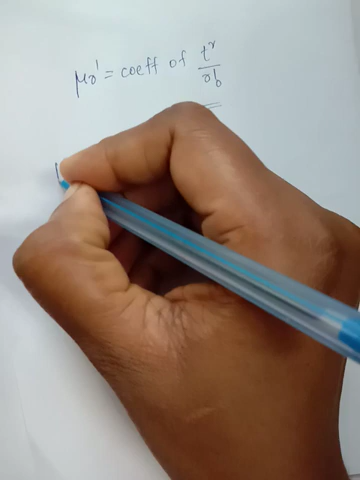 μr' = coeff of t^r/r!